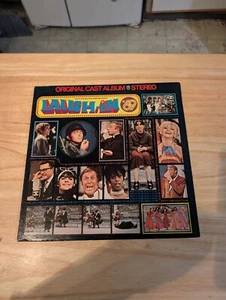 ORIGINAL CAST ALBUM STEREO
LAUGH-IN